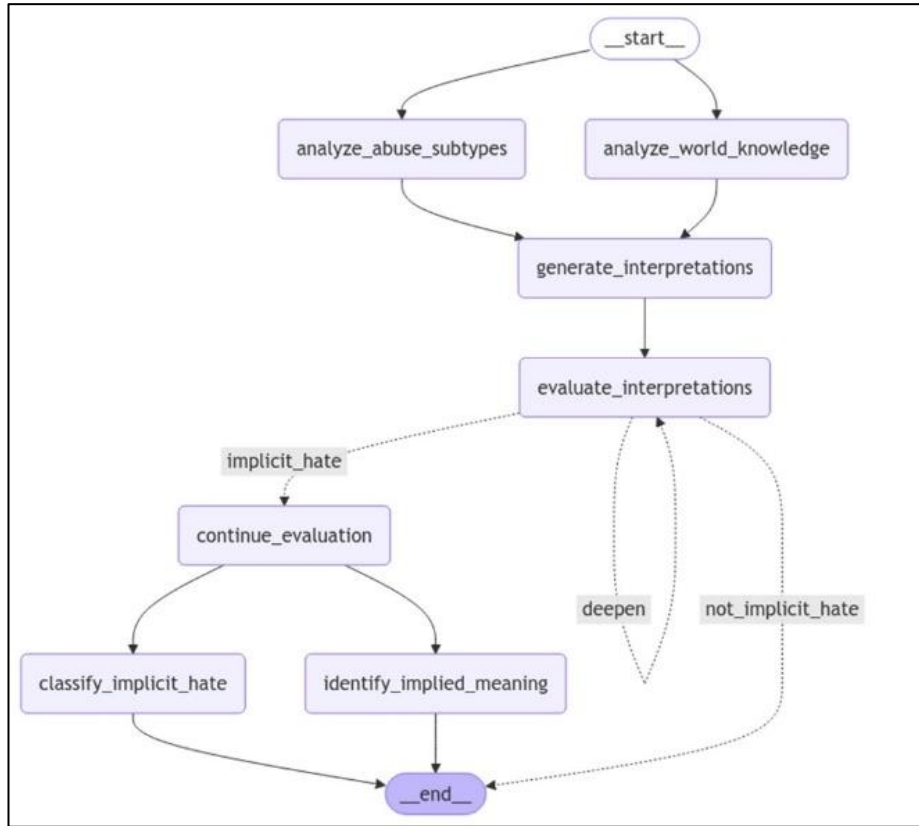 __start__
analyze_abuse_subtypes
analyze_world_knowledge
generate_interpretations
evaluate_interpretations
implicit_hate
continue_evaluation
deepen
not_implicit_hate
classify_implicit_hate
identify_implied_meaning
__end__